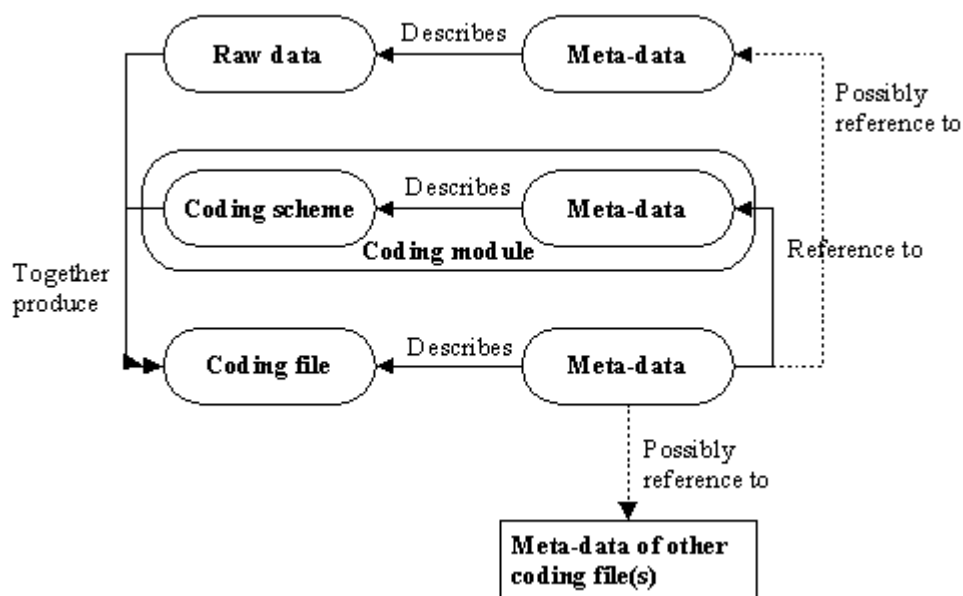 Describes
Raw data
Meta-data
Possibly
reference to
Describes
Coding scheme
Meta-data
Coding module
Reference to
Together
produce
Describes
Coding file
Meta-data
Possibly
reference to
Meta-data of other
coding file(s)